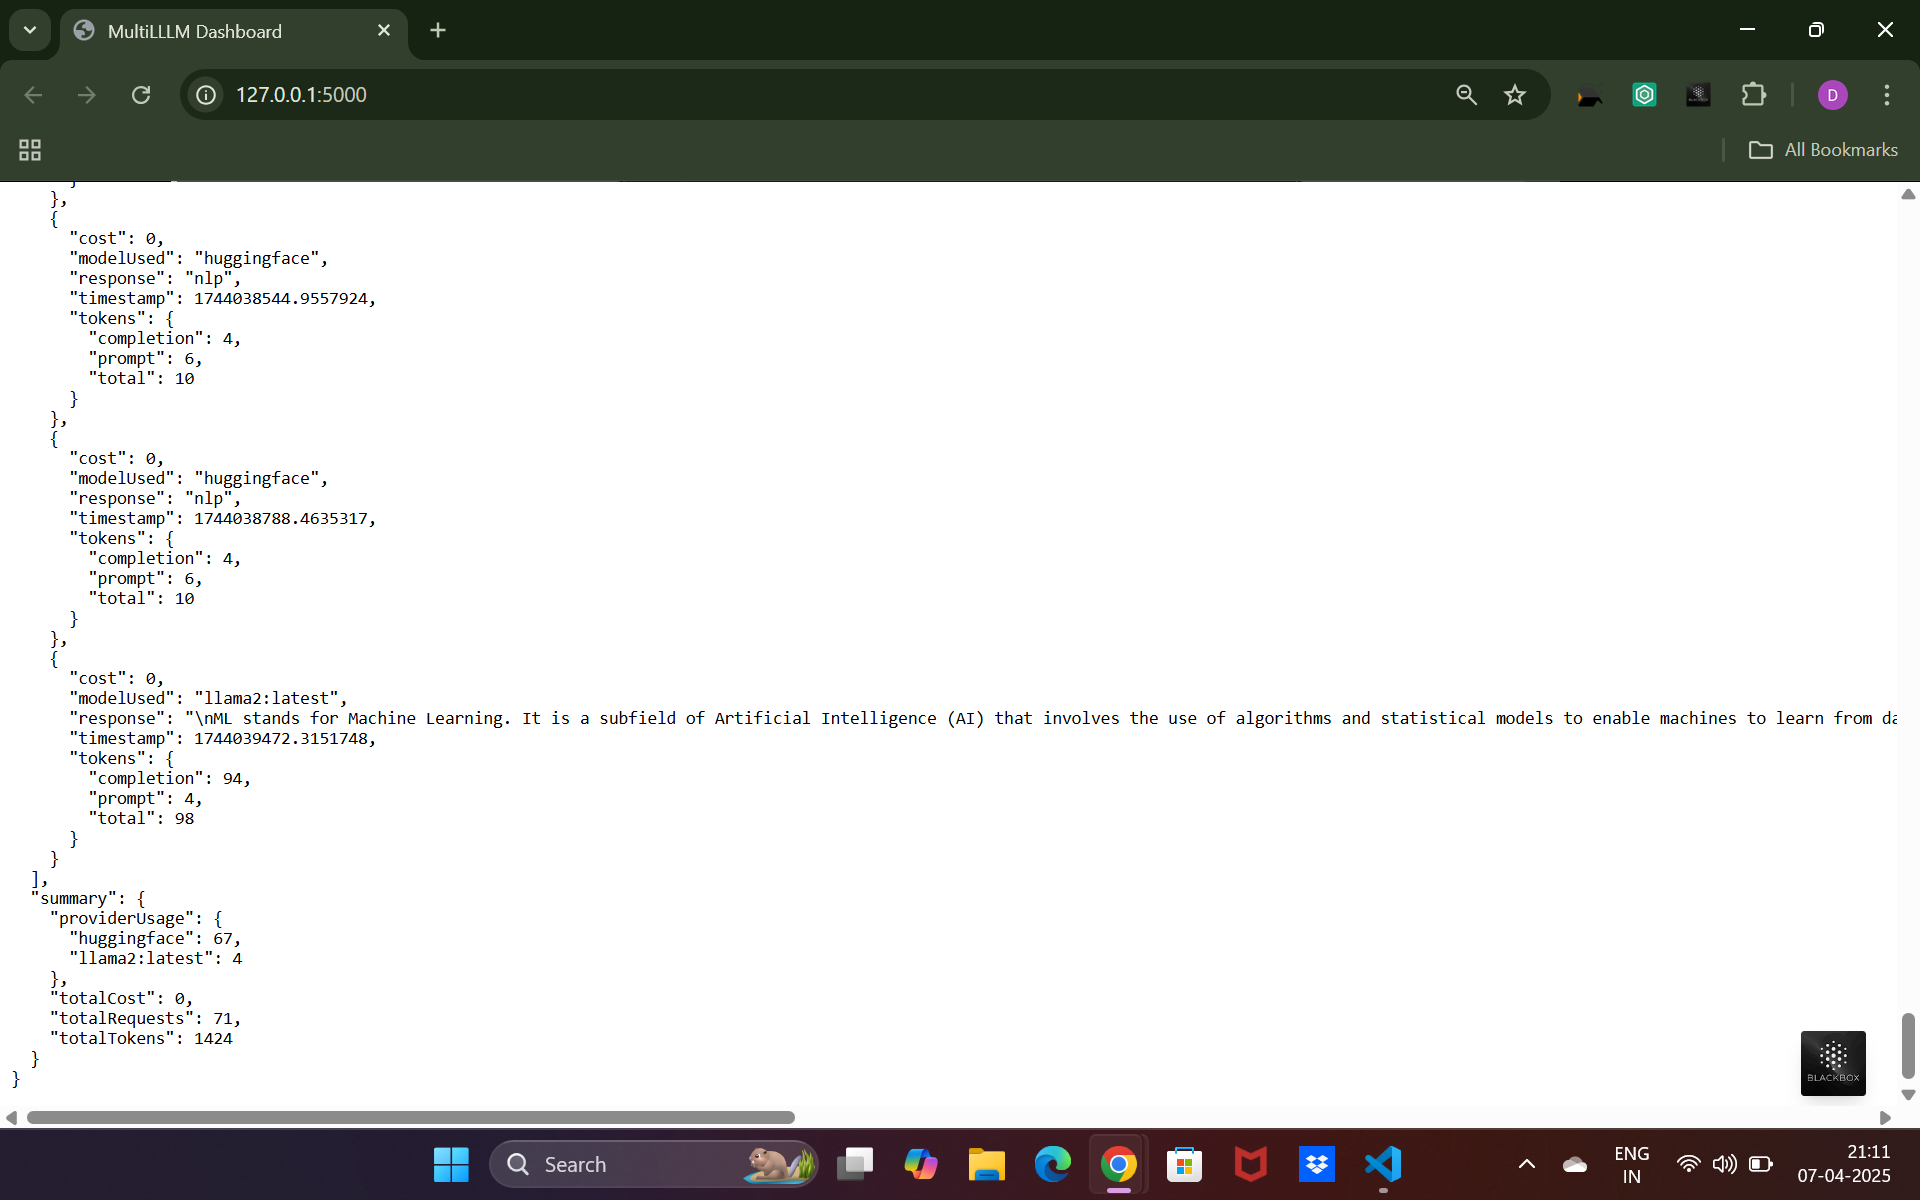 MultiLLLM Dashboard
127.0.0.1:5000
D
All Bookmarks
}
},
{
"cost": 0,
"modelUsed": "huggingface",
"response": "nlp",
"timestamp": 1744038544.9557924,
"tokens": {
"completion": 4,
"prompt": 6,
"total": 10
}
},
{
"cost": 0,
"modelUsed": "huggingface",
"response": "nlp",
"timestamp": 1744038788.4635317,
"tokens": {
"completion": 4,
"prompt": 6,
"total": 10
}
},
{
"cost": 0,
"modelUsed": "llama2:latest",
"response": "\nML stands for Machine Learning. It is a subfield of Artificial Intelligence (AI) that involves the use of algorithms and statistical models to enable machines to learn from da
"timestamp": 1744039472.3151748,
"tokens": {
"completion": 94,
"prompt": 4,
"total": 98
}
}
],
"summary": {
"providerUsage": {
"huggingface": 67,
"llama2:latest": 4
},
"totalCost": 0,
"totalRequests": 71,
"totalTokens": 1424
}
}
BLACKBOX
Search
ENG
IN
21:11
07-04-2025